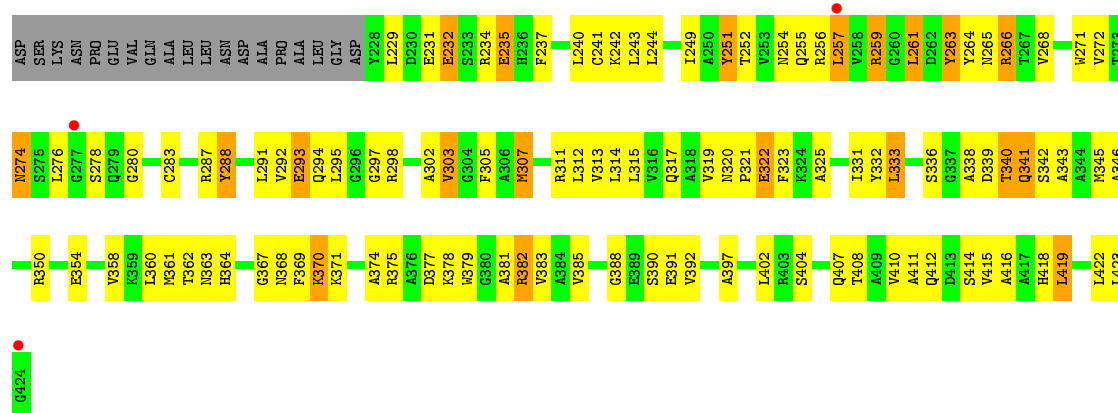 ASP SER LYS ASN PRO GLU VAL GLN ALA LEU LEU ASN ASP ALA PRO ALA LEU GLY ASP Y228 L229 D230 E231 E232 S233 R234 E235 H236 F237 L240 C241 K242 L243 L244 I249 A250 Y251 T252 V253 N254 Q255 R256 L257 V258 R259 G260 L261 D262 Y263 Y264 N265 R266 T267 V268 W271 V272 T273
N274 S275 L276 G277 S278 Q279 G280 C283 R287 Y288 L291 V292 E293 Q294 L295 G296 G297 R298 A302 V303 G304 F305 A306 M307 R311 L312 V313 L314 L315 V316 Q317 A318 V319 N320 P321 E322 F323 K324 A325 I331 Y332 L333 S336 G337 A338 D339 T340 Q341 S342 A343 A344 M345 A346
R350 E354 V358 K359 L360 M361 T362 N363 H364 G367 N368 F369 K370 K371 A374 R375 A376 D377 K378 W379 G380 A381 R382 V383 A384 V385 G388 E389 S390 E391 V392 A397 L402 R403 S404 Q407 T408 A409 V410 A411 Q412 D413 S414 V415 A416 A417 H418 L419 L422 L423
G424